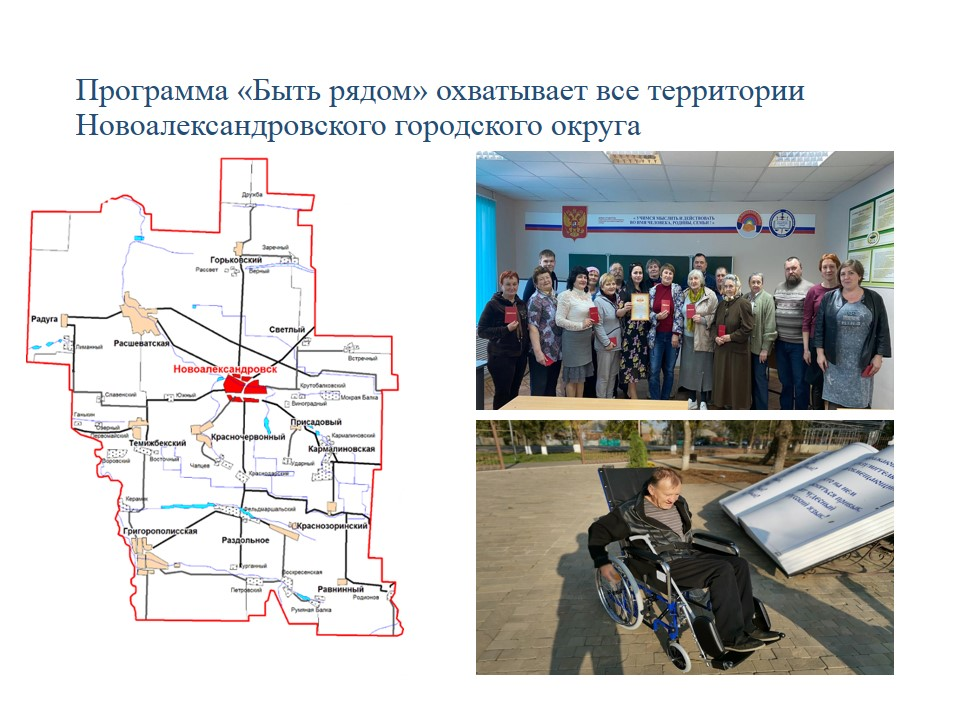 Программа «Быть рядом» охватывает все территории
Новоалександровского городского округа
Дружба
Заречный
Горьковский
Рассвет
Верный
Радуга
Светлый
Расшеватская
Лиманный
Встречный
Новоалександровск
Крутобалковский
Славенский
Южный
Мокрая Балка
Виноградный
Ганькин
Присадовый
Озерный
Первомайский
Красночервонный
Кармалиновский
Темижбекский
Кармалиновская
Восточный
Воровский
Чапцев
Ударный
Краснодарский
Керамик
Фельдмаршальский
Краснозоринский
Григорополисская
Раздольное
Курганный
Воскресенская
Петровский
Равнинный
Родионов
Румяная Балка
« УЧИМСЯ МЫСЛИТЬ И ДЕЙСТВОВАТЬ
ВО ИМЯ ЧЕЛОВЕКА, РОДИНЫ, СЕМЬИ ! »
чудесный